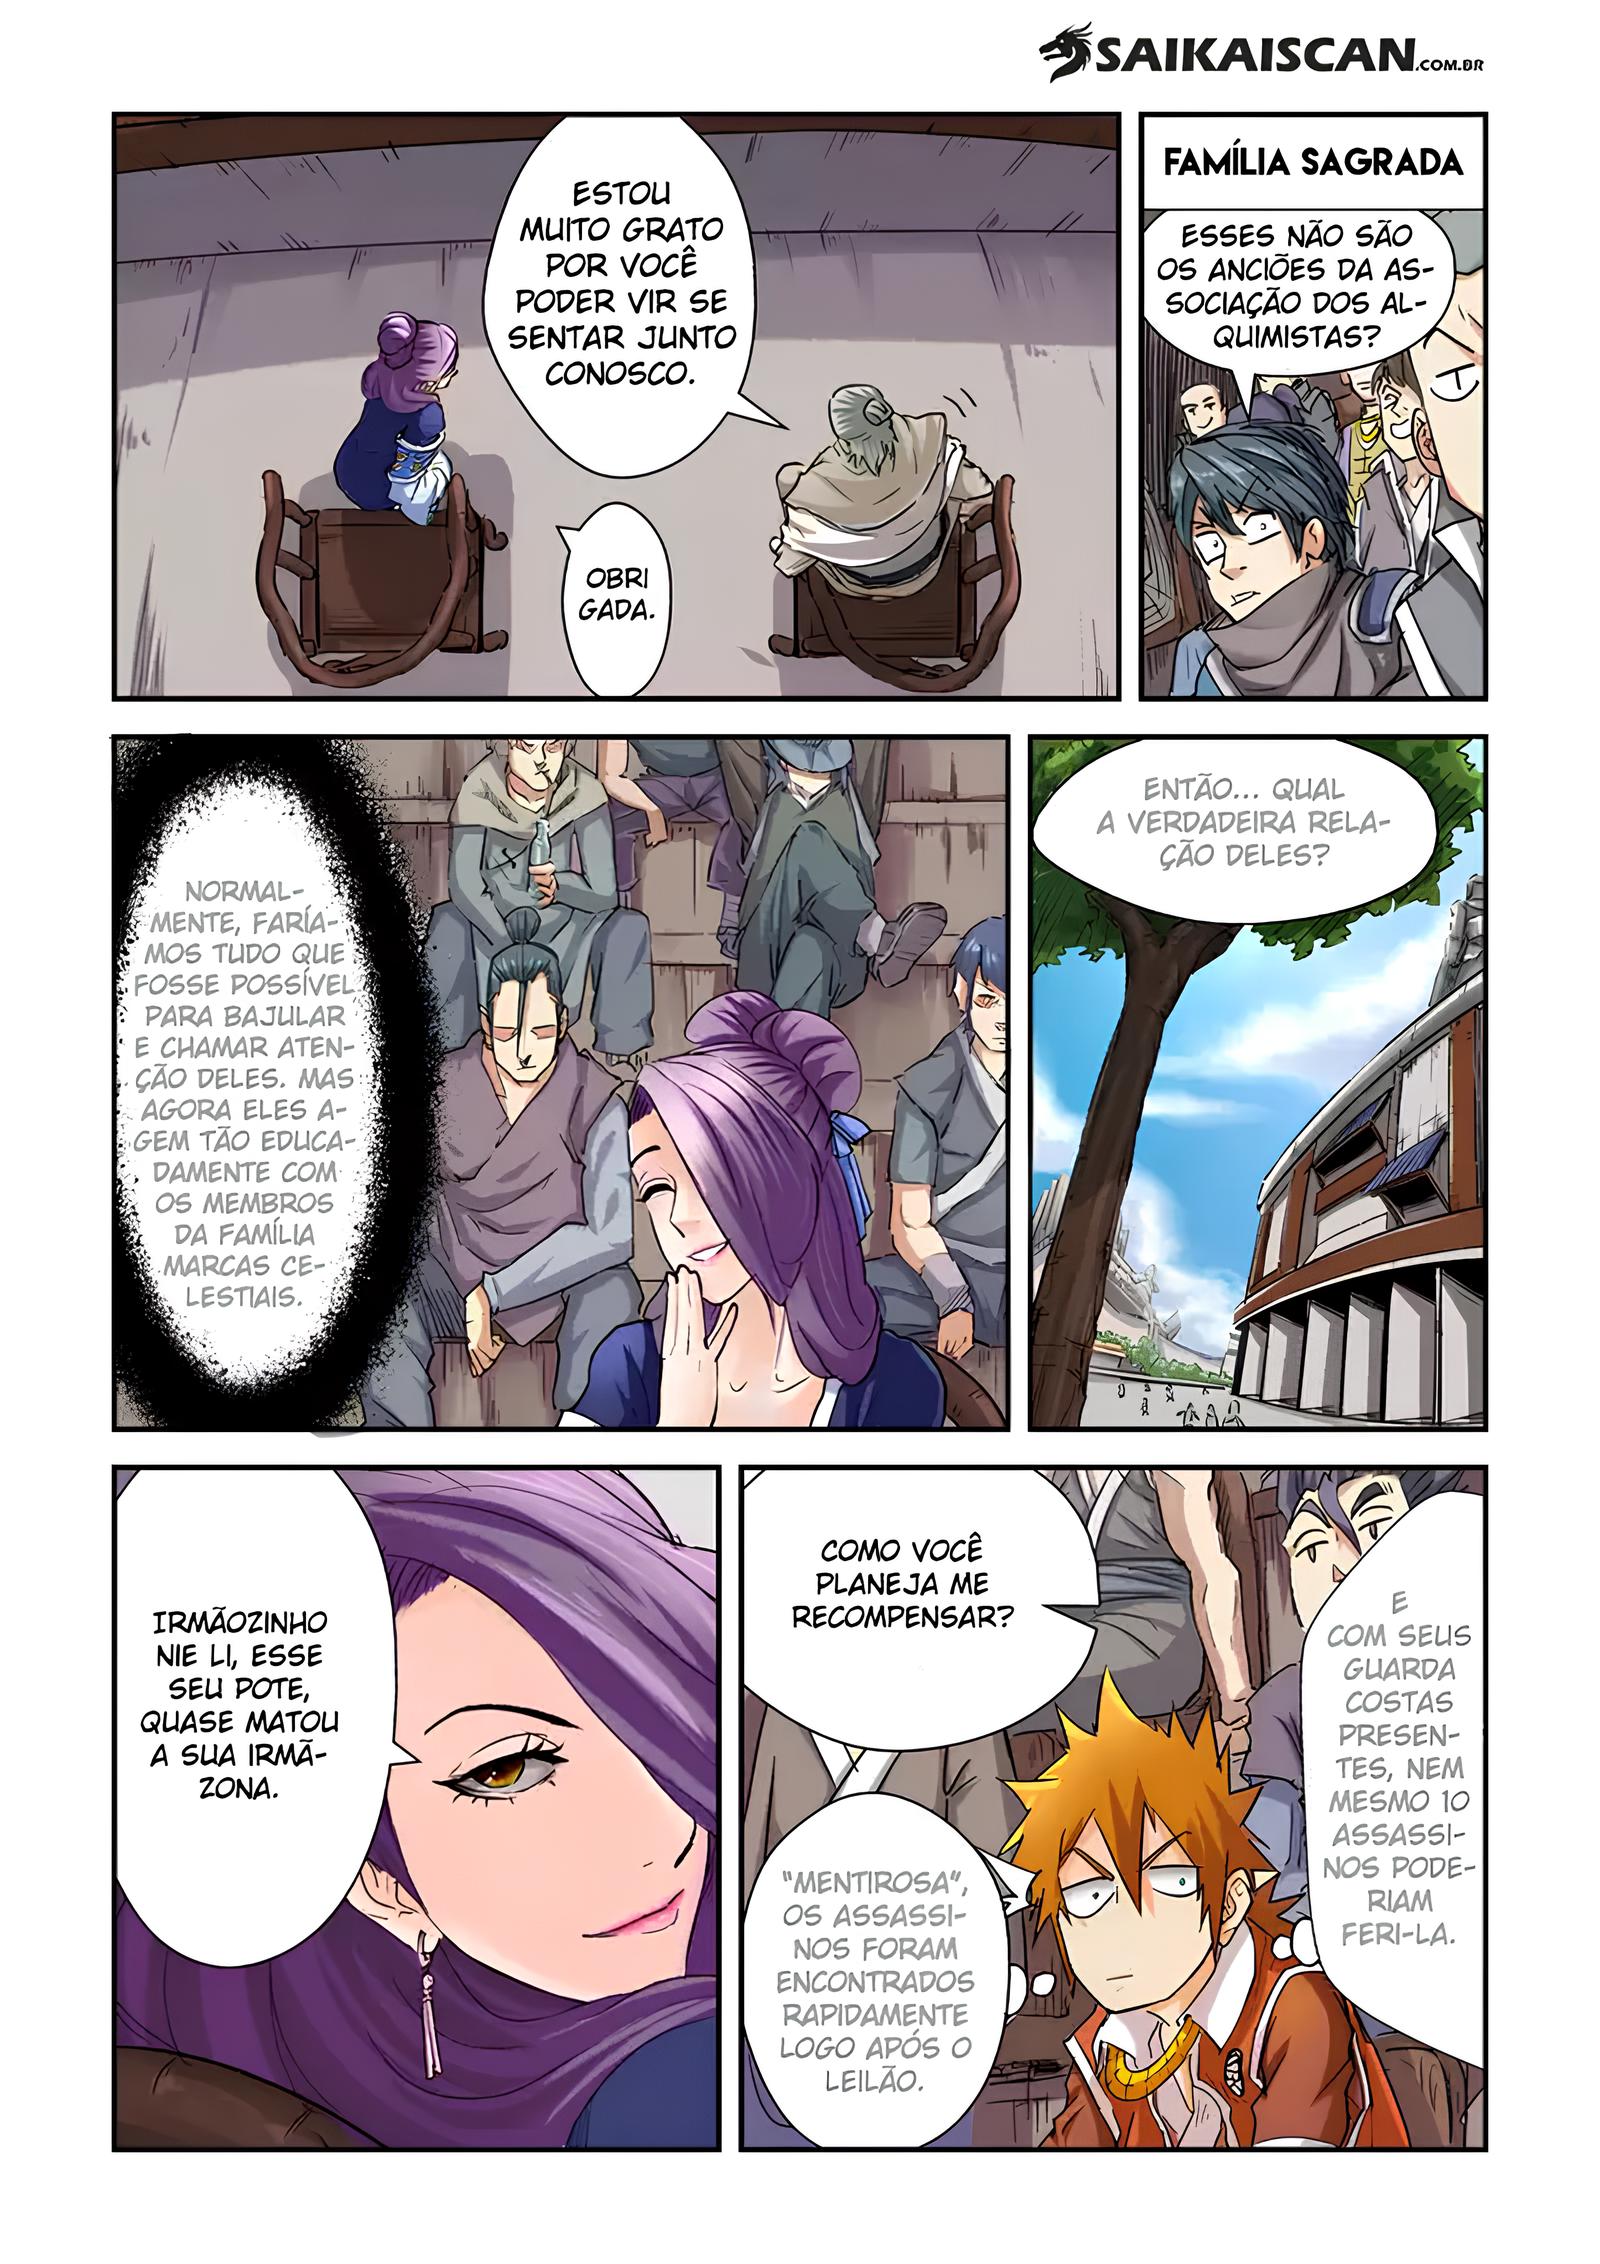 SAIKAISCAN.COM.BR
ESTOU
MUITO GRATO
POR VOCÊ
PODER VIR SE
SENTAR JUNTO
CONOSCO.
OBRI
GADA.
FAMÍLIA SAGRADA
ESSES NÃO SÃO
OS ANCIÕES DA AS-
SOCIAÇÃO DOS AL-
QUIMISTAS?
NORMAL-
MENTE, FARÍA-
MOS TUDO QUE
FOSSE POSSÍVEL
PARA BAJULAR
E CHAMAR ATEN-
ÇÃO DELES. MAS
AGORA ELES A-
GEM TÃO EDUCA-
DAMENTE COM
OS MEMBROS
DA FAMÍLIA
MARCAS CE-
LESTIAIS.
ENTÃO... QUAL
A VERDADEIRA RELA-
ÇÃO DELES?
IRMÃOZINHO
NIE LI, ESSE
SEU POTE,
QUASE MATOU
A SUA IRMÃ-
ZONA.
COMO VOCÊ
PLANEJA ME
RECOMPENSAR?
"MENTIROSA",
OS ASSASSI-
NOS FORAM
ENCONTRADOS
RAPIDAMENTE
LOGO APÓS O
LEILÃO.
E
COM SEUS
GUARDA
COSTAS
PRESEN-
TES, NEM
MESMO 10
ASSASSI-
NOS PODE-
RIAM
FERI-LA.